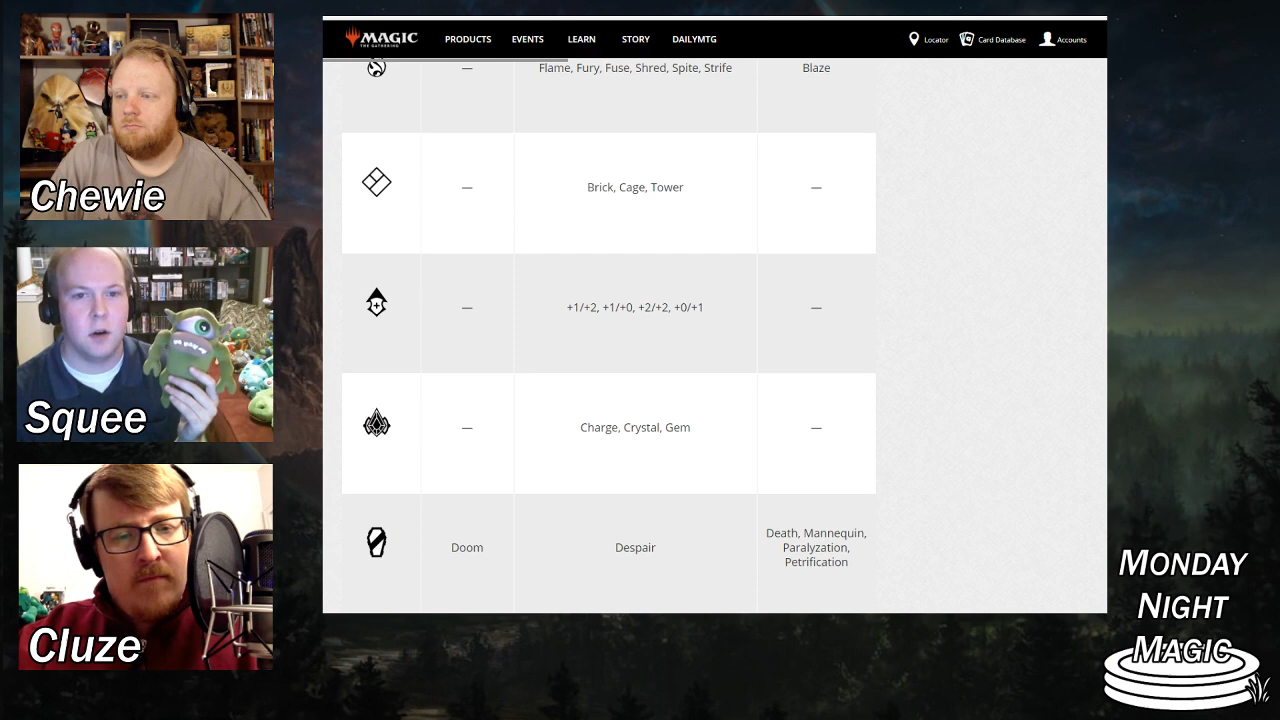 MAGIC
THE GATHERING
PRODUCTS
EVENTS
LEARN
STORY
DAILYMTG
Locator
Card Database
Accounts
— Flame, Fury, Fuse, Shred, Spite, Strife Blaze
— Brick, Cage, Tower —
— +1/+2, +1/+0, +2/+2, +0/+1 —
— Charge, Crystal, Gem —
Doom Despair Death, Mannequin,
Paralyzation,
Petrification
Chewie
Squee
Cluze
MONDAY
NIGHT
MAGIC